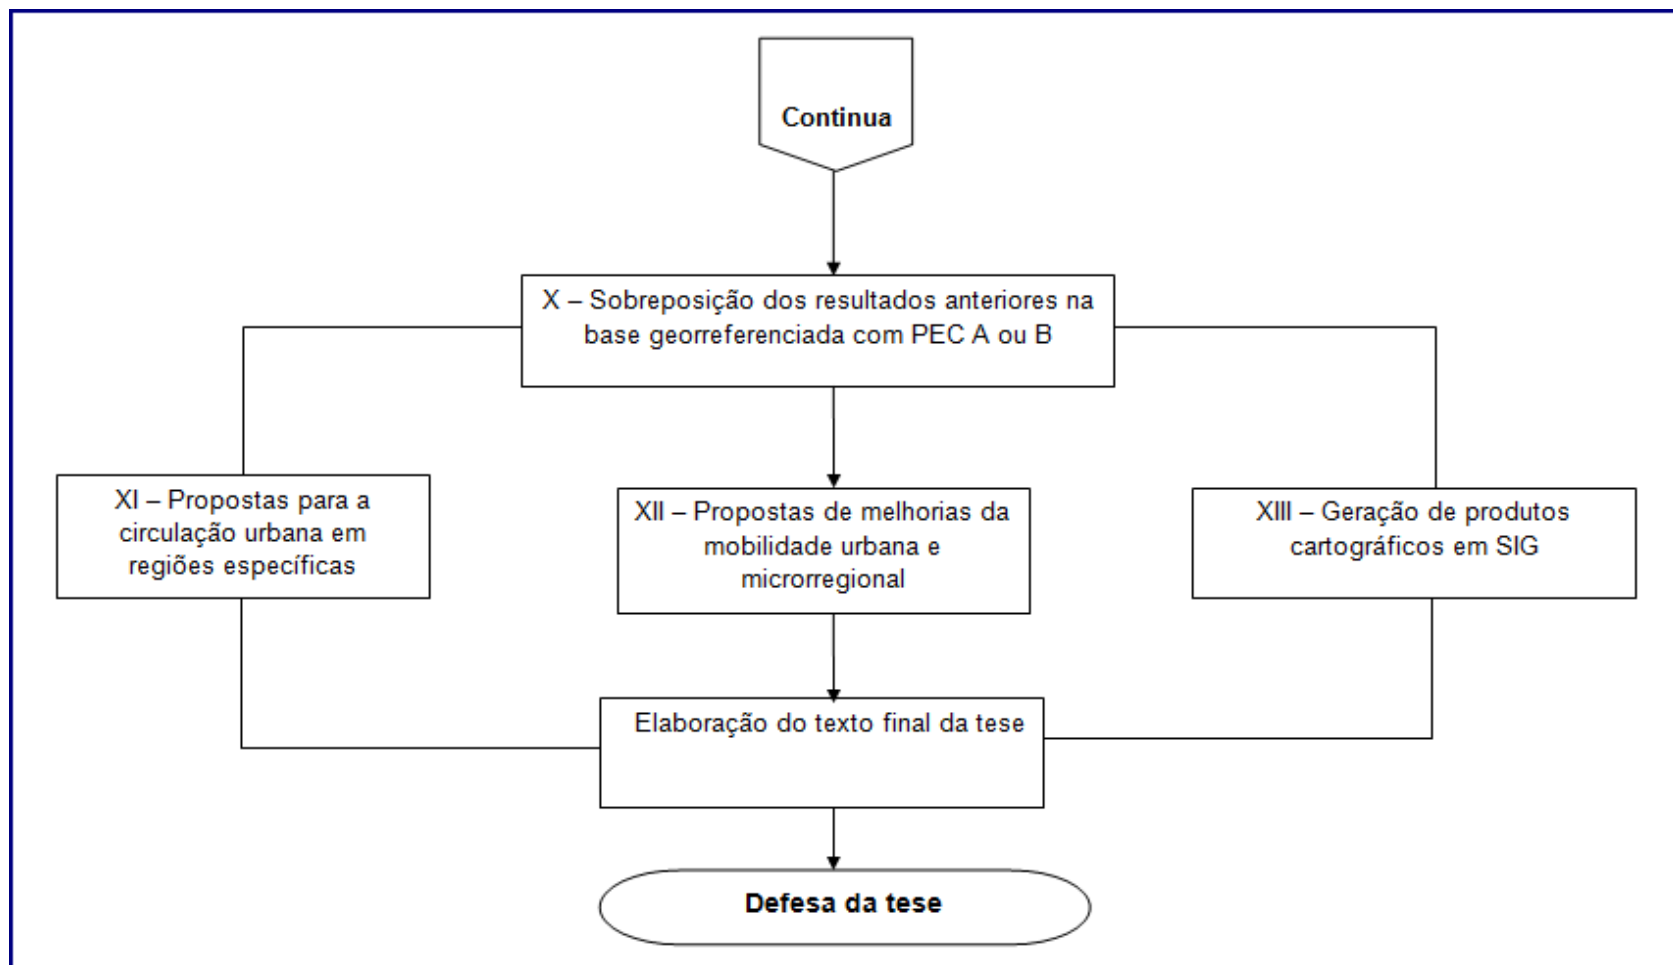 Continua
X – Sobreposição dos resultados anteriores na
base georreferenciada com PEC A ou B
XI – Propostas para a
circulação urbana em
regiões específicas
XII – Propostas de melhorias da
mobilidade urbana e
microrregional
XIII – Geração de produtos
cartográficos em SIG
Elaboração do texto final da tese
Defesa da tese